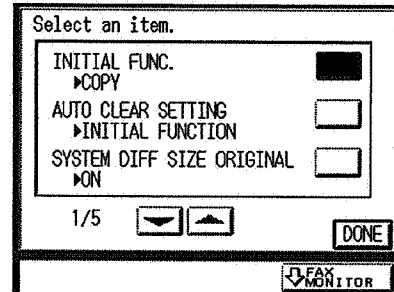 Select an item.
INITIAL FUNC.
▶COPY
AUTO CLEAR SETTING
▶INITIAL FUNCTION
SYSTEM DIFF SIZE ORIGINAL
▶ON
1/5
DONE
FAX
MONITOR